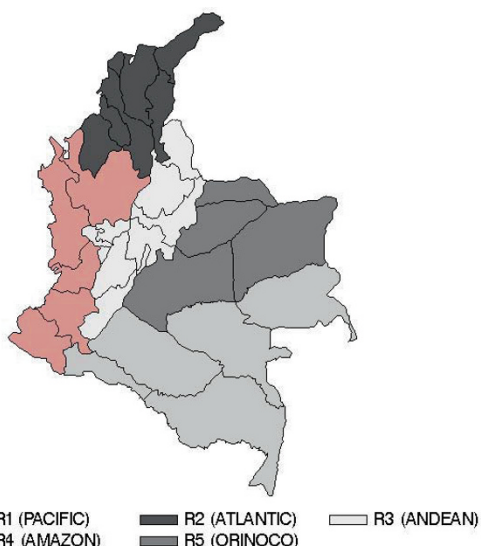 R1 (PACIFIC) R2 (ATLANTIC) R3 (ANDEAN)
R4 (AMAZON) R5 (ORINOCO)